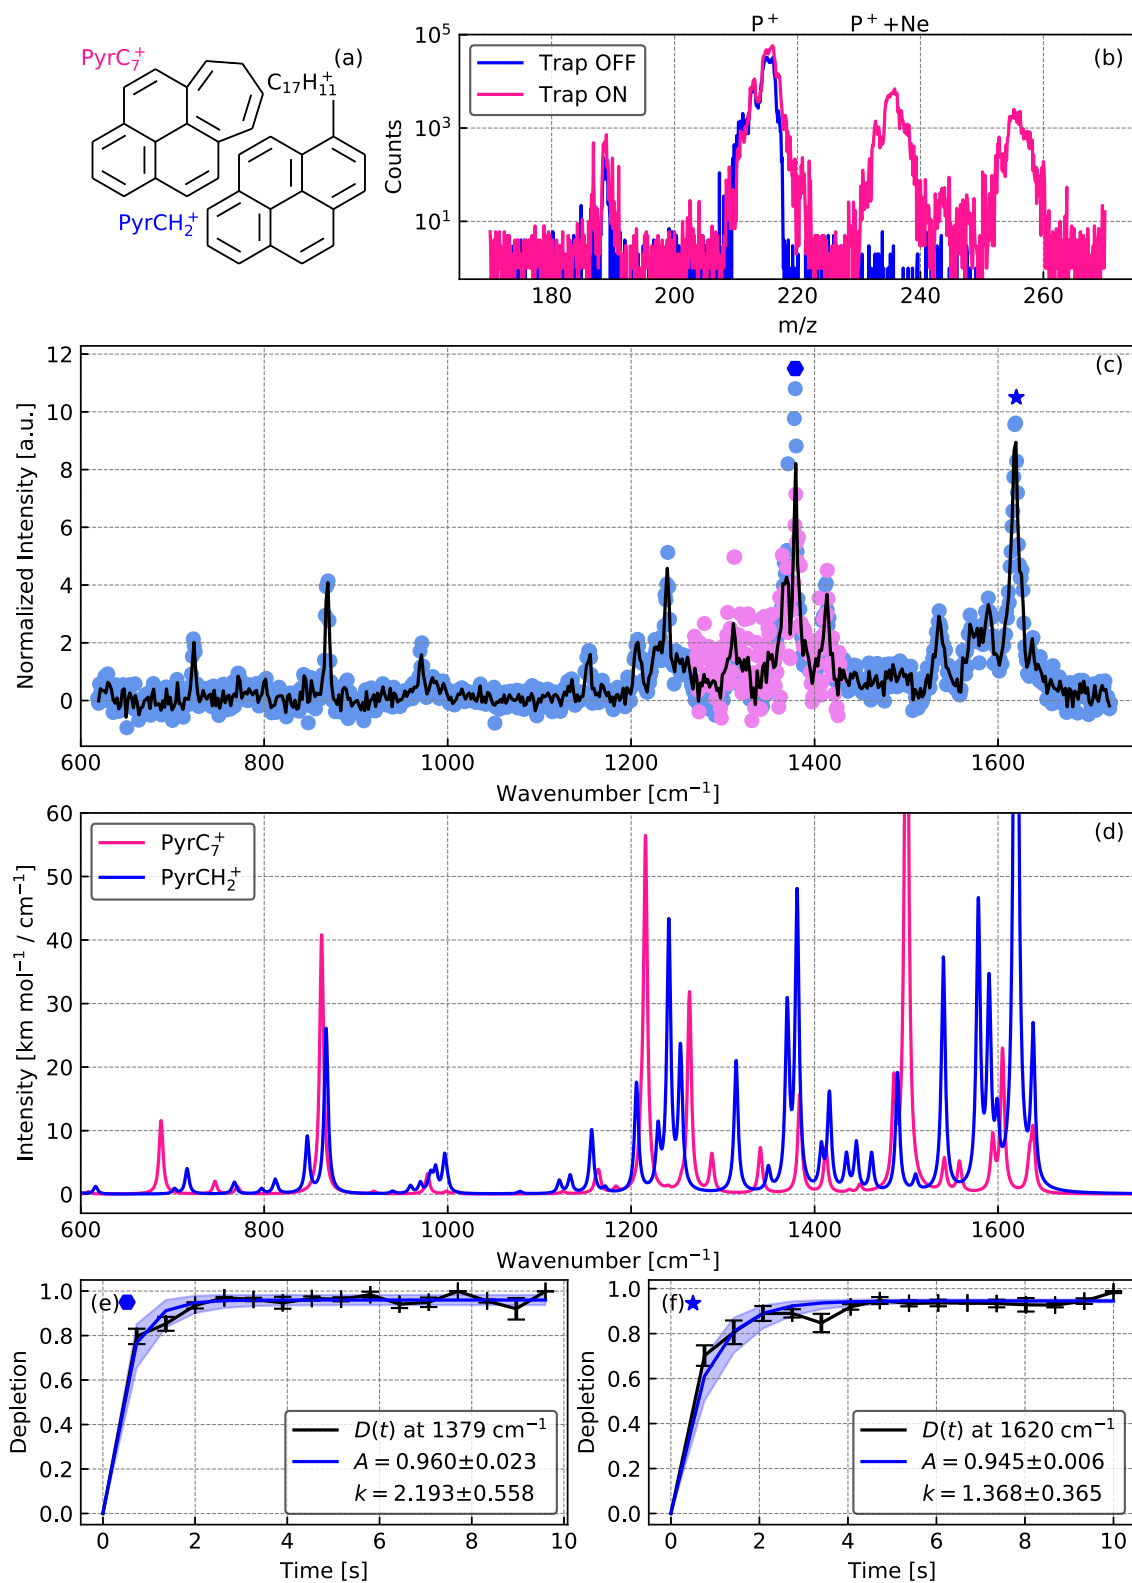 PyrC₇⁺
(a)
C₁₇H₁₁⁺
PyrCH₂⁺
P⁺ P⁺+Ne
(b)
Trap OFF
Trap ON
Counts
10⁵
10³
10¹
180 200 220 240 260
m/z
(c)
Normalized Intensity [a.u.]
12
10
8
6
4
2
0
600 800 1000 1200 1400 1600
Wavenumber [cm⁻¹]
(d)
PyrC₇⁺
PyrCH₂⁺
Intensity [km mol⁻¹ / cm⁻¹]
60
50
40
30
20
10
0
600 800 1000 1200 1400 1600
Wavenumber [cm⁻¹]
(e)
Depletion
1.0
0.8
0.6
0.4
0.2
0.0
D(t) at 1379 cm⁻¹
A = 0.960±0.023
k = 2.193±0.558
0 2 4 6 8 10
Time [s]
(f)
Depletion
1.0
0.8
0.6
0.4
0.2
0.0
D(t) at 1620 cm⁻¹
A = 0.945±0.006
k = 1.368±0.365
0 2 4 6 8 10
Time [s]